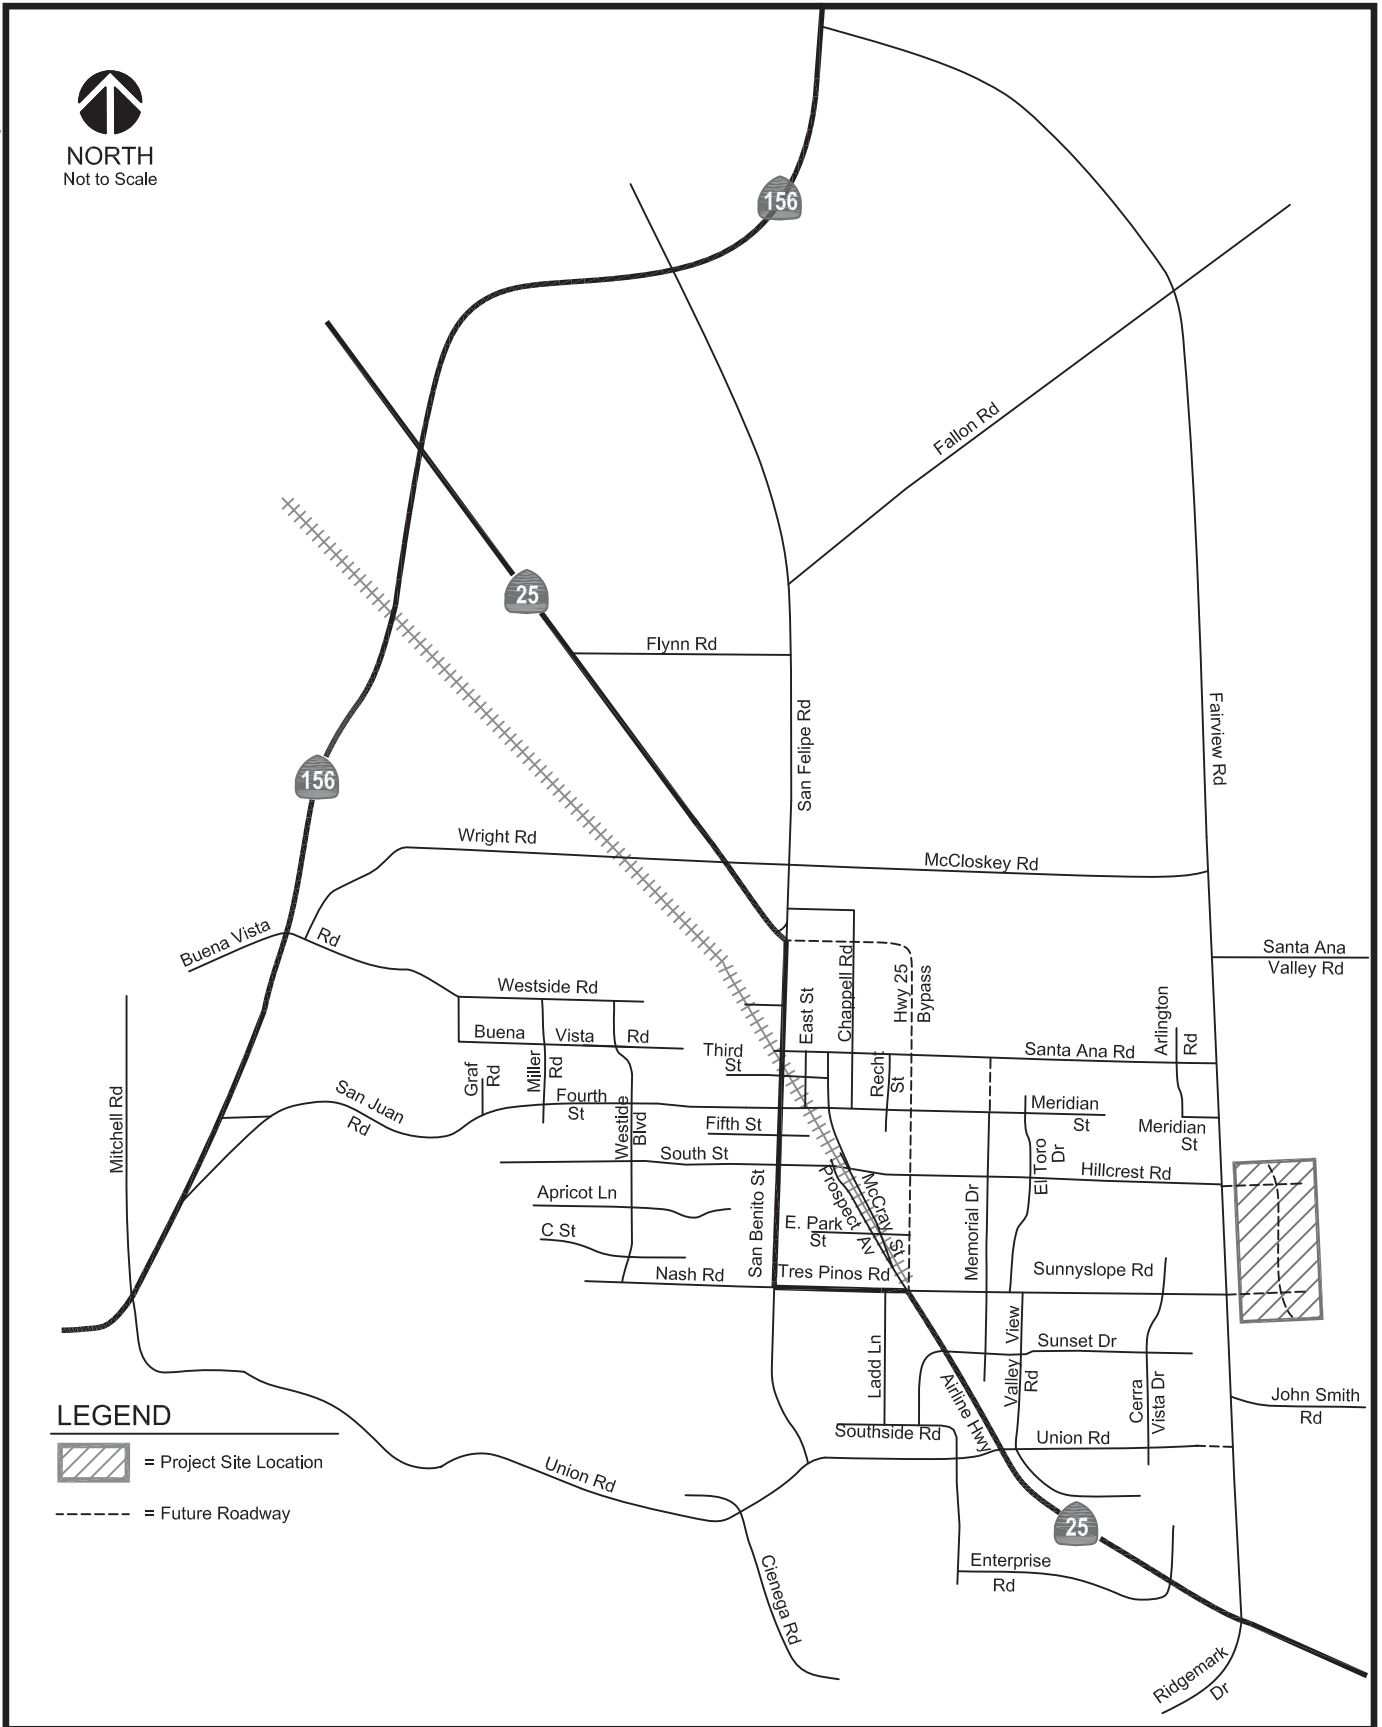 NORTH
Not to Scale
156
Fallon Rd
25
Flynn Rd
San Felipe Rd
Fairview Rd
156
Wright Rd
McCloskey Rd
Buena Vista
Rd
Santa Ana
Valley Rd
Westside Rd
East St
Chappell Rd
Hwy 25
Bypass
Arlington
Rd
Buena
Vista
Rd
Third
St
Santa Ana Rd
Graf
Rd
Miller
Rd
Recht
St
Mitchell Rd
San Juan
Rd
Fourth
St
Westide
Blvd
Fifth St
Meridian
St
Meridian
St
South St
El Toro
Dr
Hillcrest Rd
Apricot Ln
San Benito St
Prospect Av
McCray St
E. Park
St
Memorial Dr
C St
Nash Rd
Tres Pinos Rd
Sunnyslope Rd
Ladd Ln
Valley View
Rd
Sunset Dr
Cerra
Vista Dr
John Smith
Rd
Airline Hwy
Southside Rd
Union Rd
LEGEND
= Project Site Location
= Future Roadway
Union Rd
25
Cienega Rd
Enterprise
Rd
Ridgemark
Dr